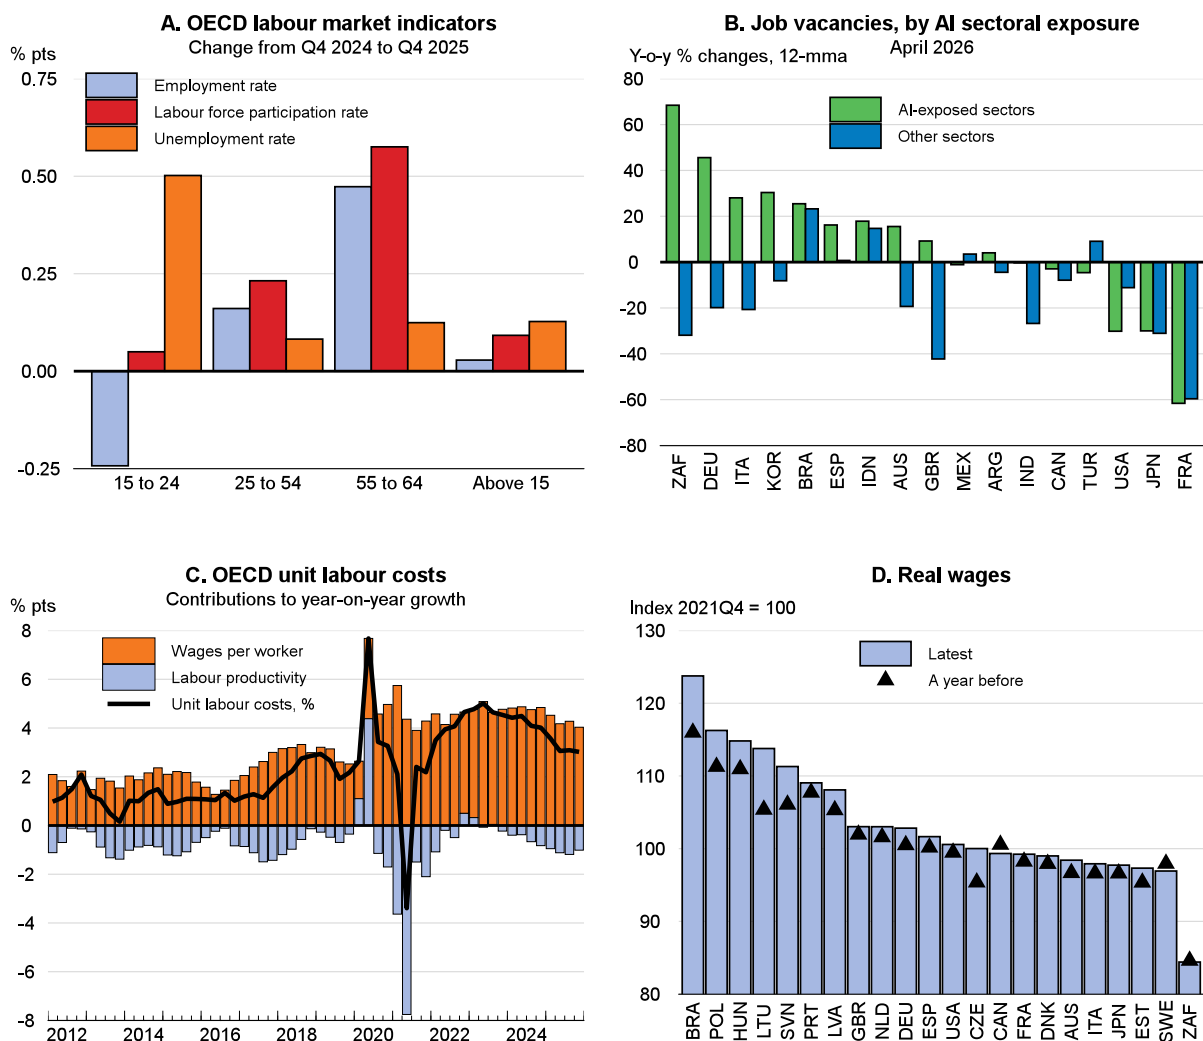 A. OECD labour market indicators
Change from Q4 2024 to Q4 2025
% pts
0.75
0.50
0.25
0.00
-0.25
Employment rate
Labour force participation rate
Unemployment rate
15 to 24 25 to 54 55 to 64 Above 15
B. Job vacancies, by AI sectoral exposure
April 2026
Y-o-y % changes, 12-mma
80
60
40
20
0
-20
-40
-60
-80
AI-exposed sectors
Other sectors
ZAF DEU ITA KOR BRA ESP IDN AUS GBR MEX ARG IND CAN TUR USA JPN FRA
C. OECD unit labour costs
Contributions to year-on-year growth
% pts
8
6
4
2
0
-2
-4
-6
-8
Wages per worker
Labour productivity
Unit labour costs, %
2012 2014 2016 2018 2020 2022 2024
D. Real wages
Index 2021Q4 = 100
130
120
110
100
90
80
Latest
A year before
BRA POL HUN LTU SVN PRT LVA GBR NLD DEU ESP USA CZE CAN FRA DNK AUS ITA JPN EST SWE ZAF